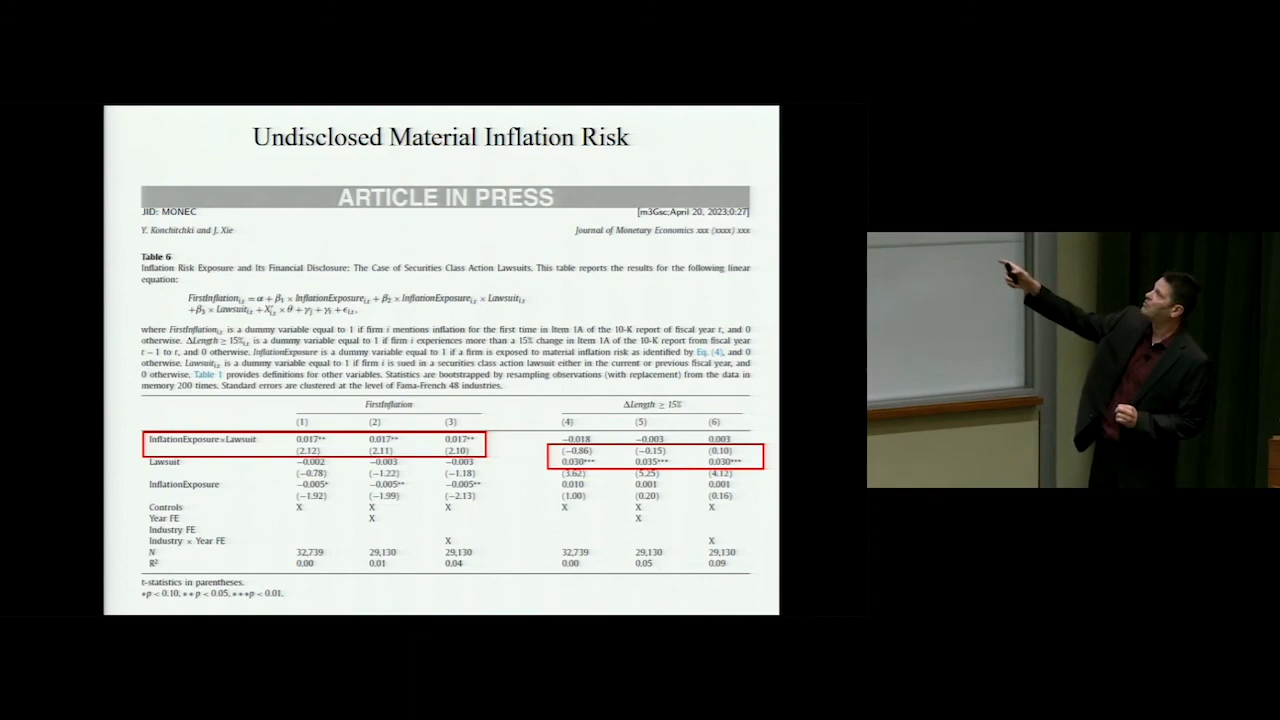 Undisclosed Material Inflation Risk
ARTICLE IN PRESS
JID: MONEC [m3Gsc;April 20, 2023;0:27]
Y. Konchitchki and J. Xie Journal of Monetary Economics xxx (xxxx) xxx
Table 6
Inflation Risk Exposure and Its Financial Disclosure: The Case of Securities Class Action Lawsuits. This table reports the results for the following linear
equation:
FirstInflation_{i,t} = α + β_1 × InflationExposure_{i,t} + β_2 × InflationExposure_{i,t} × Lawsuit_{i,t}
+β_3 × Lawsuit_{i,t} + X′_{i,t} × θ + γ_j + γ_t + ϵ_{i,t},
where FirstInflation_{i,t} is a dummy variable equal to 1 if firm i mentions inflation for the first time in Item 1A of the 10-K report of fiscal year t, and 0
otherwise. ΔLength ≥ 15%_{i,t} is a dummy variable equal to 1 if firm i experiences more than a 15% change in Item 1A of the 10-K report from fiscal year
t − 1 to t, and 0 otherwise. InflationExposure is a dummy variable equal to 1 if a firm is exposed to material inflation risk as identified by Eq. (4), and 0
otherwise. Lawsuit_{i,t} is a dummy variable equal to 1 if firm i is sued in a securities class action lawsuit either in the current or previous fiscal year, and
0 otherwise. Table 1 provides definitions for other variables. Statistics are bootstrapped by resampling observations (with replacement) from the data in
memory 200 times. Standard errors are clustered at the level of Fama-French 48 industries.
FirstInflation ΔLength ≥ 15%
(1) (2) (3) (4) (5) (6)
InflationExposure×Lawsuit 0.017** 0.017** 0.017** −0.018 −0.003 0.003
(2.12) (2.11) (2.10) (−0.86) (−0.15) (0.10)
Lawsuit −0.002 −0.003 −0.003 0.030*** 0.035*** 0.030***
(−0.78) (−1.22) (−1.18) (3.62) (5.25) (4.12)
InflationExposure −0.005* −0.005** −0.005** 0.010 0.001 0.001
(−1.92) (−1.99) (−2.13) (1.00) (0.20) (0.16)
Controls X X X X X X
Year FE X X
Industry FE
Industry × Year FE X X
N 32,739 29,130 29,130 32,739 29,130 29,130
R² 0.00 0.01 0.04 0.00 0.05 0.09
t-statistics in parentheses.
∗p < 0.10, ∗∗p < 0.05, ∗∗∗p < 0.01.